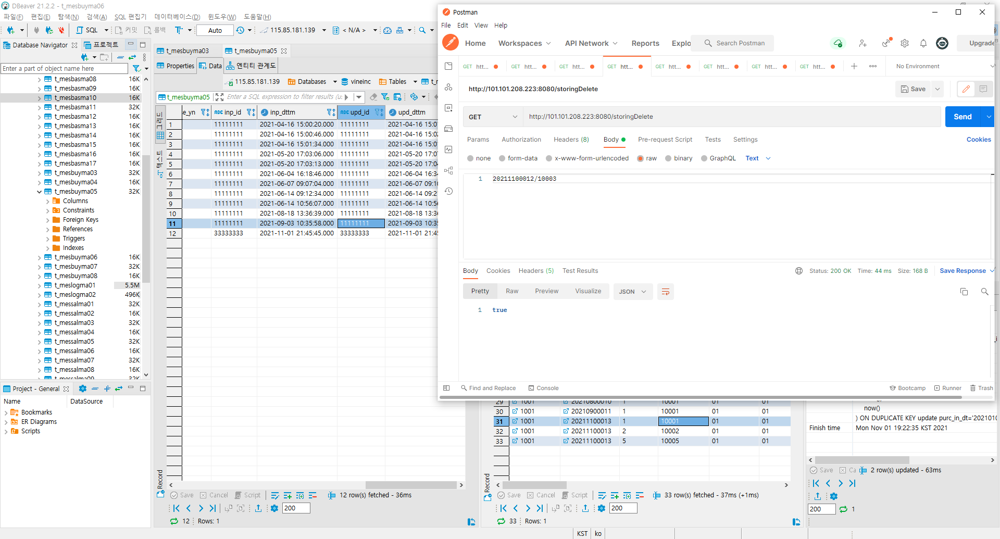 DBeaver 21.2.2 - t_mesbuyma06
파일(F) 편집(E) 탐색(N) 검색(A) SQL 편집기 데이터베이스(D) 윈도우(W) 도움말(H)
SQL 커밋 롤백 Auto 115.85.181.139 < N/A >
Database Navigator 프로젝트
Enter a part of object name here
t_mesbasma08 16K
t_mesbasma09 16K
t_mesbasma10 16K
t_mesbasma11 32K
t_mesbasma12 16K
t_mesbasma13 16K
t_mesbasma14 16K
t_mesbasma15 16K
t_mesbasma16 16K
t_mesbasma17 16K
t_mesbuyma03 32K
t_mesbuyma04 16K
t_mesbuyma05 32K
Columns
Constraints
Foreign Keys
References
Triggers
Indexes
t_mesbuyma06 16K
t_mesbuyma07 32K
t_mesbuyma08 16K
t_meslogma01 5.5M
t_meslogma02 496K
t_messalma01 32K
t_messalma02 16K
t_messalma03 32K
t_messalma04 16K
t_messalma05 32K
t_messalma06 16K
t_messalma07 32K
t_messalma08 16K
t_messalma09 32K
Project - General
Name DataSource
Bookmarks
ER Diagrams
Scripts
t_mesbuyma03 t_mesbuyma05
Properties Data 엔티티 관계도
115.85.181.139 Databases vineinc Tables
t_mesbuyma05 Enter a SQL expression to filter results (u
그리드
텍스트
Record
se_yn ABC inp_id inp_dttm ABC upd_id upd_dttm
1 11111111 2021-04-16 15:00:20.000 11111111 2021-04-16 15:0
2 11111111 2021-04-16 15:00:46.000 11111111 2021-04-16 15:0
3 11111111 2021-04-16 15:01:34.000 11111111 2021-04-16 15:0
4 11111111 2021-05-20 17:03:06.000 11111111 2021-05-20 17:0
5 11111111 2021-05-20 17:03:13.000 11111111 2021-05-20 17:0
6 11111111 2021-06-04 16:18:46.000 11111111 2021-06-04 16:3
7 11111111 2021-06-07 09:07:04.000 11111111 2021-06-07 09:1
8 11111111 2021-06-14 09:12:34.000 11111111 2021-06-14 09:2
9 11111111 2021-06-14 10:56:07.000 11111111 2021-06-14 10:5
10 11111111 2021-08-18 13:36:39.000 11111111 2021-08-18 13:3
11 11111111 2021-09-03 10:35:58.000 11111111 2021-09-03 10:3
12 33333333 2021-11-01 21:45:45.000 33333333 2021-11-01 21:4
Save Cancel Script 12 row(s) fetched - 36ms
200
12 Rows: 1
Postman
File Edit View Help
Home Workspaces API Network Reports Explo Search Postman Upgrade
GET htt... GET htt... GET htt... GET htt... GET htt... GET htt... GET htt... GET htt... No Environment
http://101.101.208.223:8080/storingDelete Save
GET http://101.101.208.223:8080/storingDelete Send
Params Authorization Headers (8) Body Pre-request Script Tests Settings Cookies
none form-data x-www-form-urlencoded raw binary GraphQL Text
1 20211100012/10003
Body Cookies Headers (5) Test Results Status: 200 OK Time: 44 ms Size: 168 B Save Response
Pretty Raw Preview Visualize JSON
1 true
Find and Replace Console Bootcamp Runner Trash
29 1001 20210800010 1 10001 01 01
30 1001 20210900011 1 10001 01 01
31 1001 20211100013 1 10001 01 01
32 1001 20211100013 2 10002 01 01
33 1001 20211100013 5 10005 01 01
Record
Save Cancel Script 33 row(s) fetched - 37ms (+1ms)
200
33 Rows: 1
now()
) ON DUPLICATE KEY update purc_in_dt='2021010
Finish time Mon Nov 01 19:22:35 KST 2021
Save Ca 2 row(s) updated - 63ms
200 1
KST ko